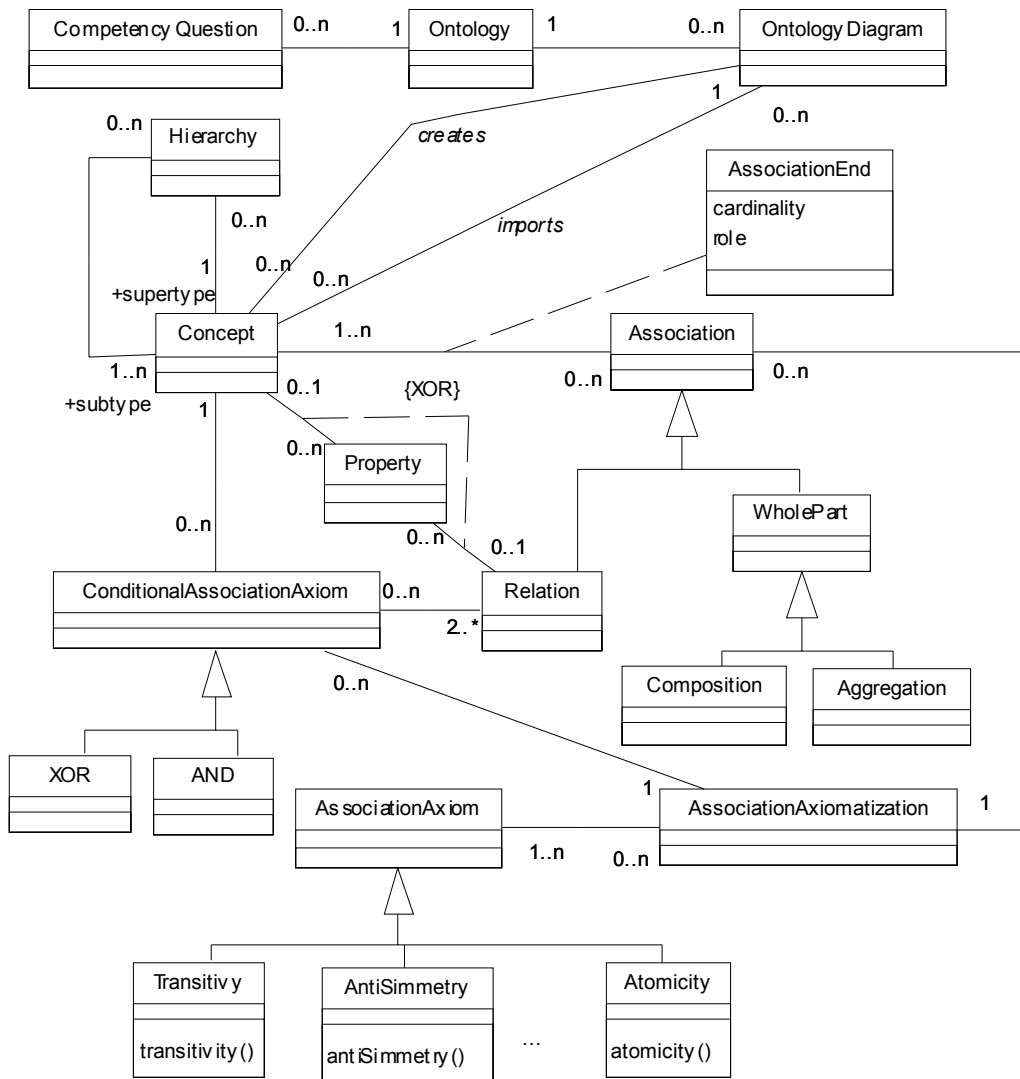 Competency Question
0..n
1
Ontology
1
0..n
Ontology Diagram
1
0..n
creates
imports
0..n
Hierarchy
0..n
1
+supertype
0..n
0..n
AssociationEnd
cardinality
role
Concept
1..n
Association
0..n
0..n
1..n
+subtype
1
0..1
{XOR}
0..n
Property
0..n
0..1
WholePart
0..n
ConditionalAssociationAxiom
0..n
2..*
Relation
0..n
Composition
Aggregation
XOR
AND
AssociationAxiom
1..n
0..n
1
AssociationAxiomatization
1
Transitivy
transitivity()
AntiSimmetry
antiSimmetry()
...
Atomicity
atomicity()